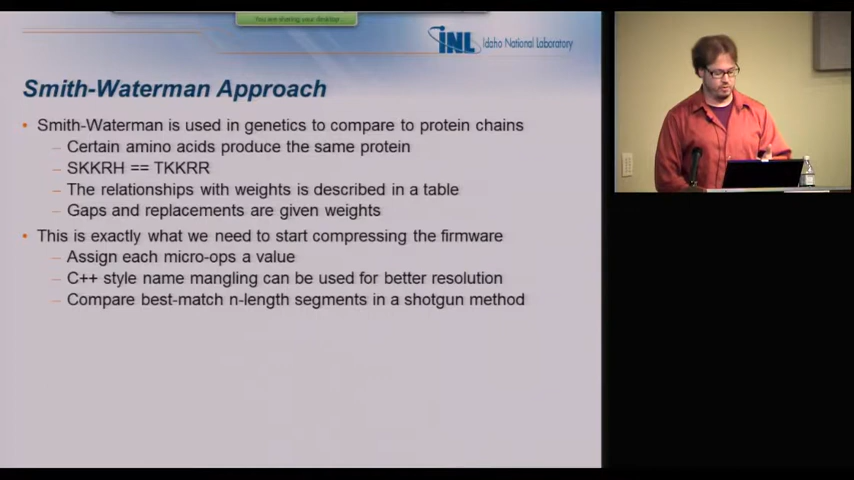 You are sharing your desktop
INL Idaho National Laboratory
Smith-Waterman Approach
• Smith-Waterman is used in genetics to compare to protein chains
– Certain amino acids produce the same protein
– SKKRH == TKKRR
– The relationships with weights is described in a table
– Gaps and replacements are given weights
• This is exactly what we need to start compressing the firmware
– Assign each micro-ops a value
– C++ style name mangling can be used for better resolution
– Compare best-match n-length segments in a shotgun method